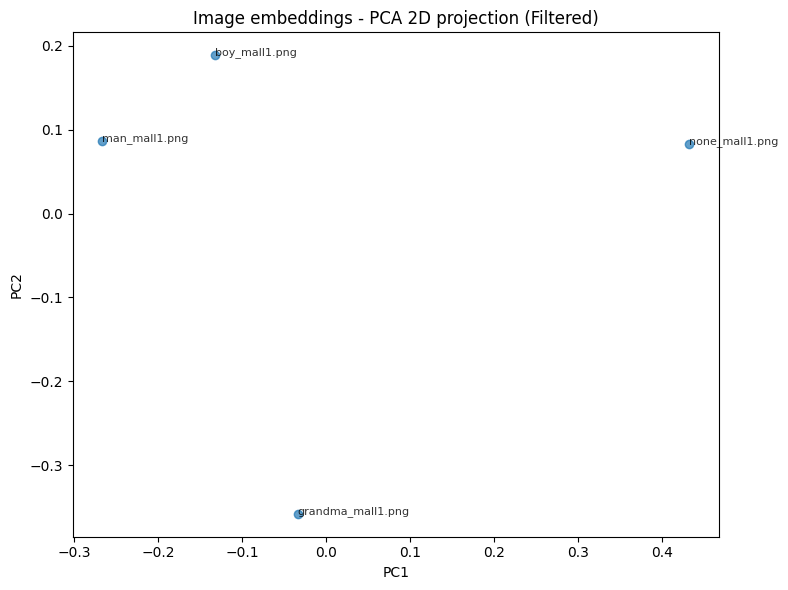 Image embeddings - PCA 2D projection (Filtered)
0.2
boy_mall1.png
man_mall1.png
none_mall1.png
0.1
0.0
PC2
−0.1
−0.2
−0.3
grandma_mall1.png
−0.3
−0.2
−0.1
0.0
0.1
0.2
0.3
0.4
PC1